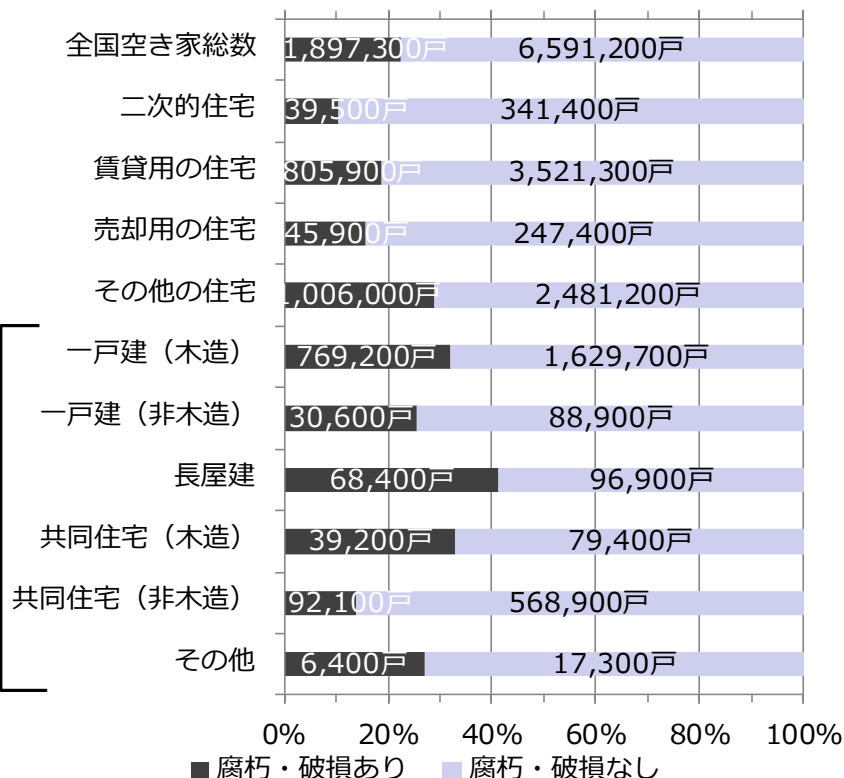 全国空き家総数 1,897,300戸 6,591,200戸
二次的住宅 39,500戸 341,400戸
賃貸用の住宅 805,900戸 3,521,300戸
売却用の住宅 45,900戸 247,400戸
その他の住宅 1,006,000戸 2,481,200戸
一戸建（木造） 769,200戸 1,629,700戸
一戸建（非木造） 30,600戸 88,900戸
長屋建 68,400戸 96,900戸
共同住宅（木造） 39,200戸 79,400戸
共同住宅（非木造） 92,100戸 568,900戸
その他 6,400戸 17,300戸
0% 20% 40% 60% 80% 100%
腐朽・破損あり 腐朽・破損なし